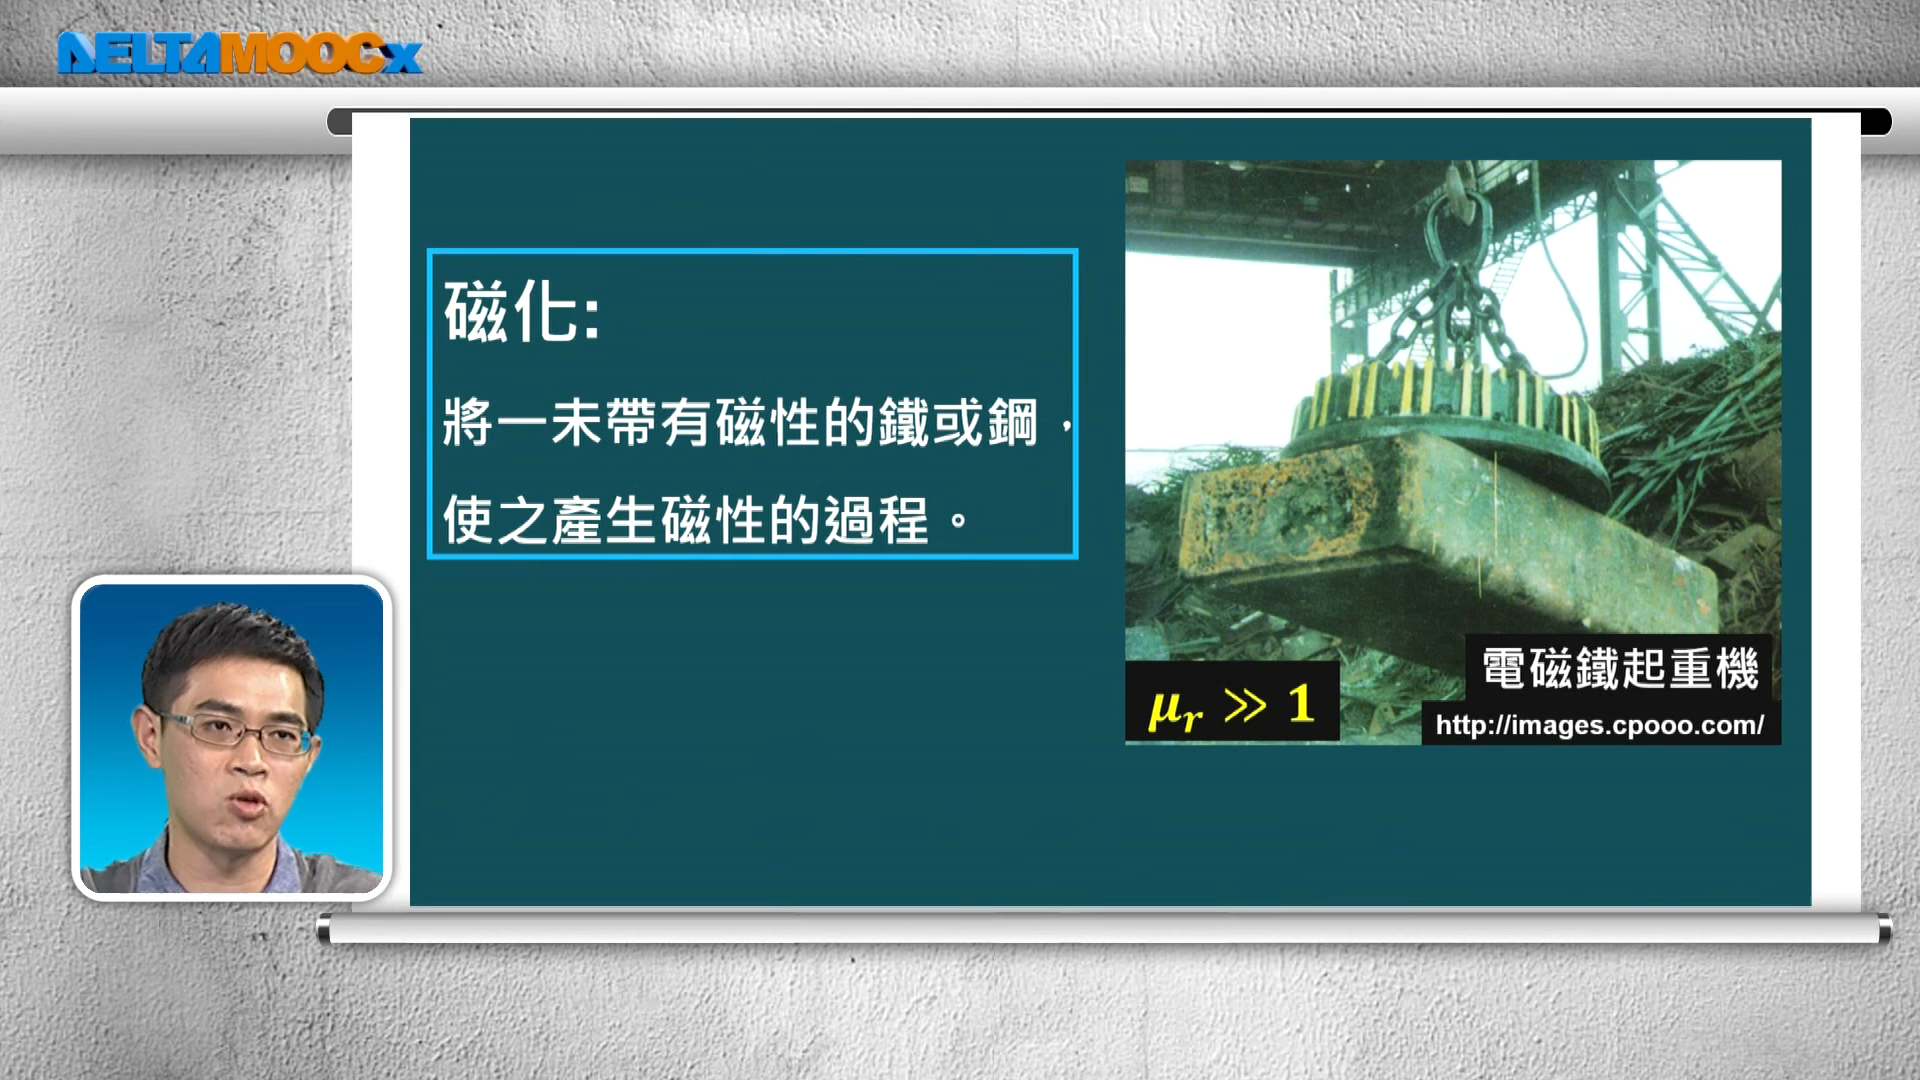 DELTAMOOCx
磁化:
將一未帶有磁性的鐵或鋼，
使之產生磁性的過程。
μᵣ ≫ 1
電磁鐵起重機
http://images.cpooo.com/